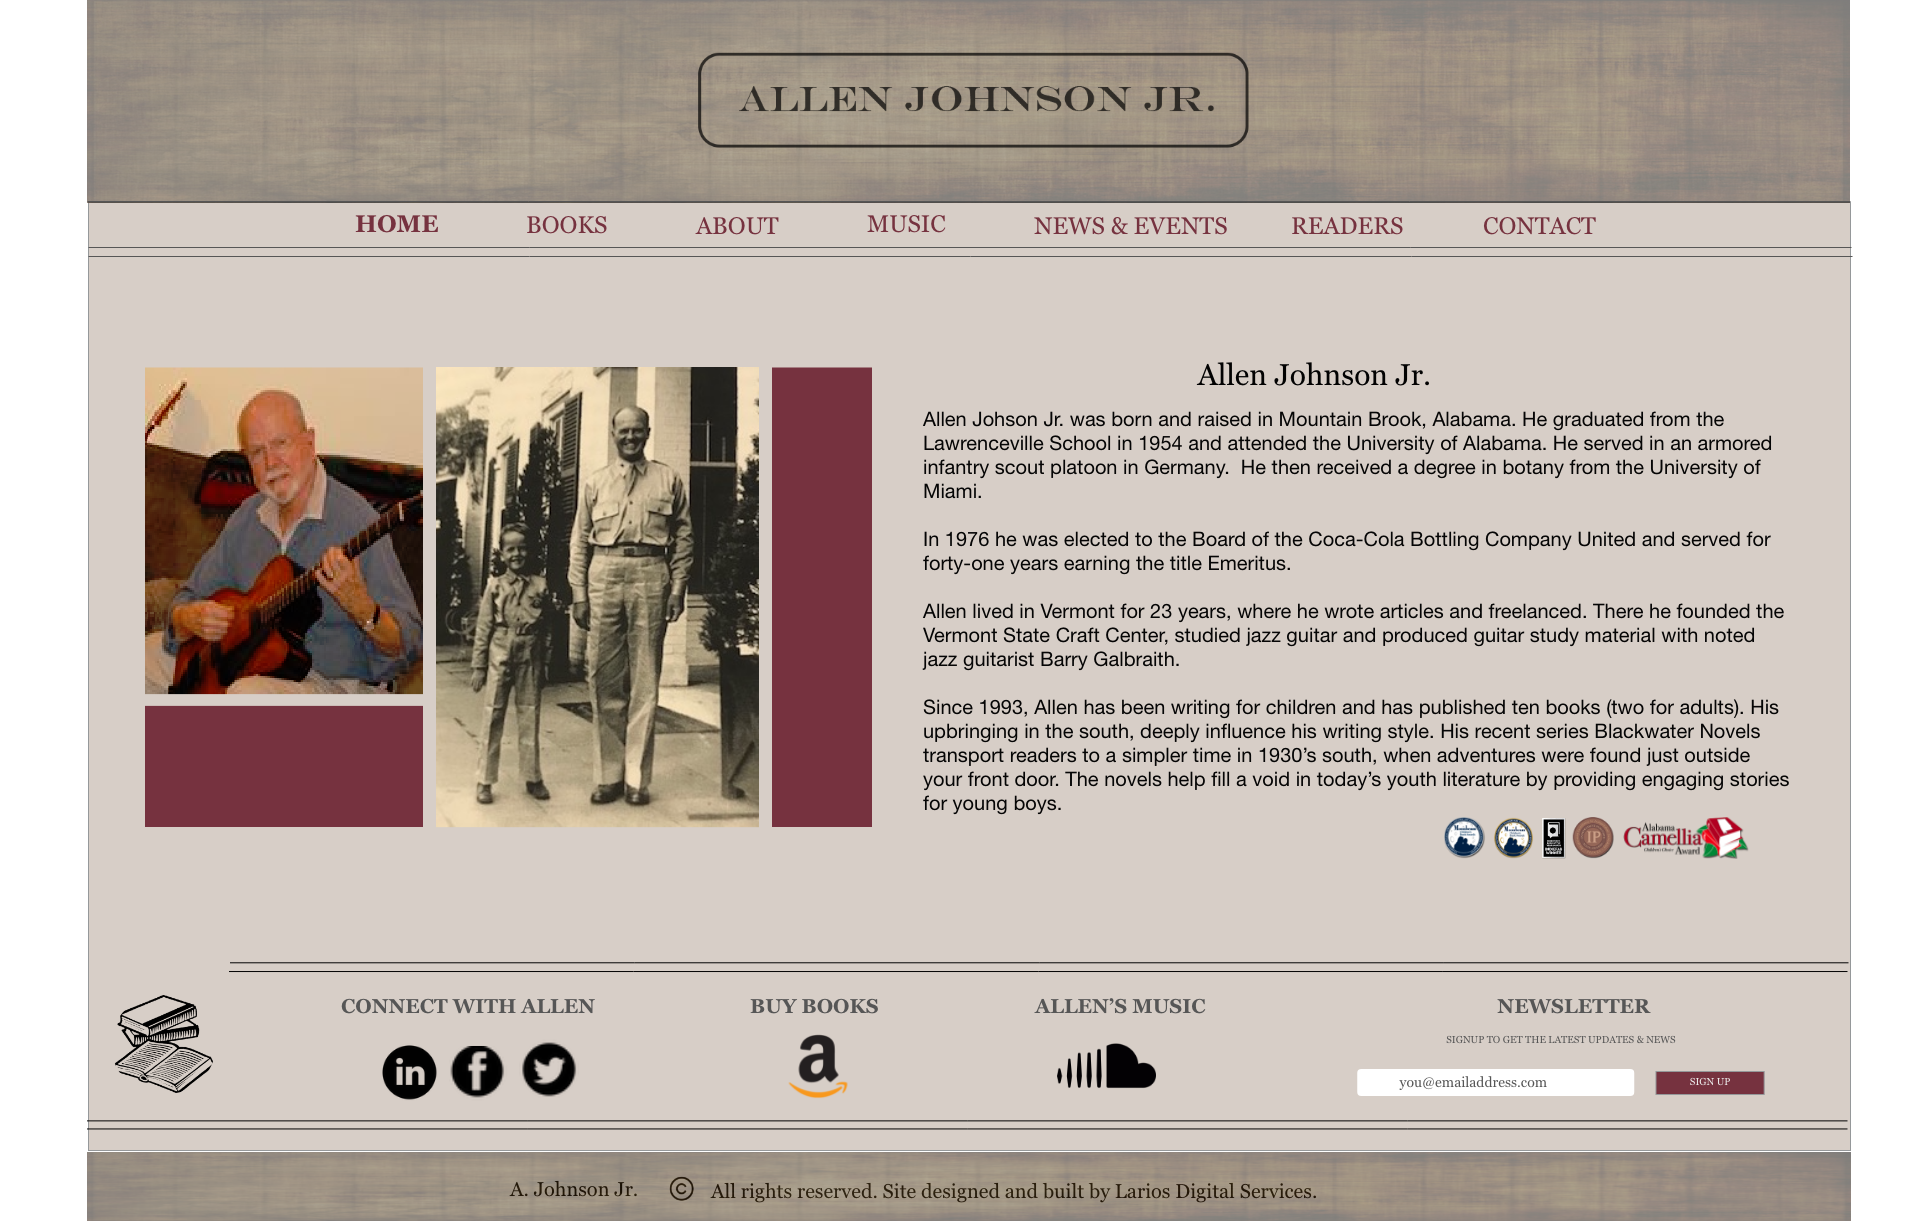 ALLEN JOHNSON JR.
HOME BOOKS ABOUT MUSIC NEWS & EVENTS READERS CONTACT
Allen Johnson Jr.
Allen Johson Jr. was born and raised in Mountain Brook, Alabama. He graduated from the
Lawrenceville School in 1954 and attended the University of Alabama. He served in an armored
infantry scout platoon in Germany.  He then received a degree in botany from the University of
Miami.
In 1976 he was elected to the Board of the Coca-Cola Bottling Company United and served for
forty-one years earning the title Emeritus.
Allen lived in Vermont for 23 years, where he wrote articles and freelanced. There he founded the
Vermont State Craft Center, studied jazz guitar and produced guitar study material with noted
jazz guitarist Barry Galbraith.
Since 1993, Allen has been writing for children and has published ten books (two for adults). His
upbringing in the south, deeply influence his writing style. His recent series Blackwater Novels
transport readers to a simpler time in 1930’s south, when adventures were found just outside
your front door. The novels help fill a void in today’s youth literature by providing engaging stories
for young boys.
IP
Alabama
Camellia
Children's Choice Award
CONNECT WITH ALLEN BUY BOOKS ALLEN’S MUSIC NEWSLETTER
SIGNUP TO GET THE LATEST UPDATES & NEWS
in f a
you@emailaddress.com SIGN UP
A. Johnson Jr. © All rights reserved. Site designed and built by Larios Digital Services.